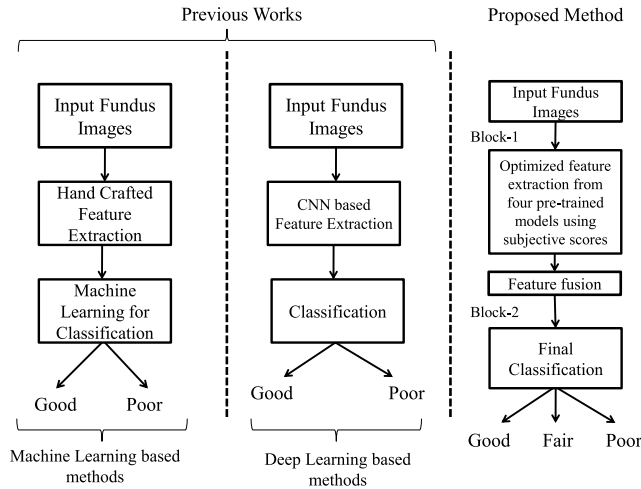 Previous Works
Input Fundus
Images
Hand Crafted
Feature
Extraction
Machine
Learning for
Classification
Good
Poor
Machine Learning based
methods
Input Fundus
Images
CNN based
Feature Extraction
Classification
Good
Poor
Deep Learning based
methods
Proposed Method
Input Fundus
Images
Block-1
Optimized feature
extraction from
four pre-trained
models using
subjective scores
Feature fusion
Block-2
Final
Classification
Good
Fair
Poor